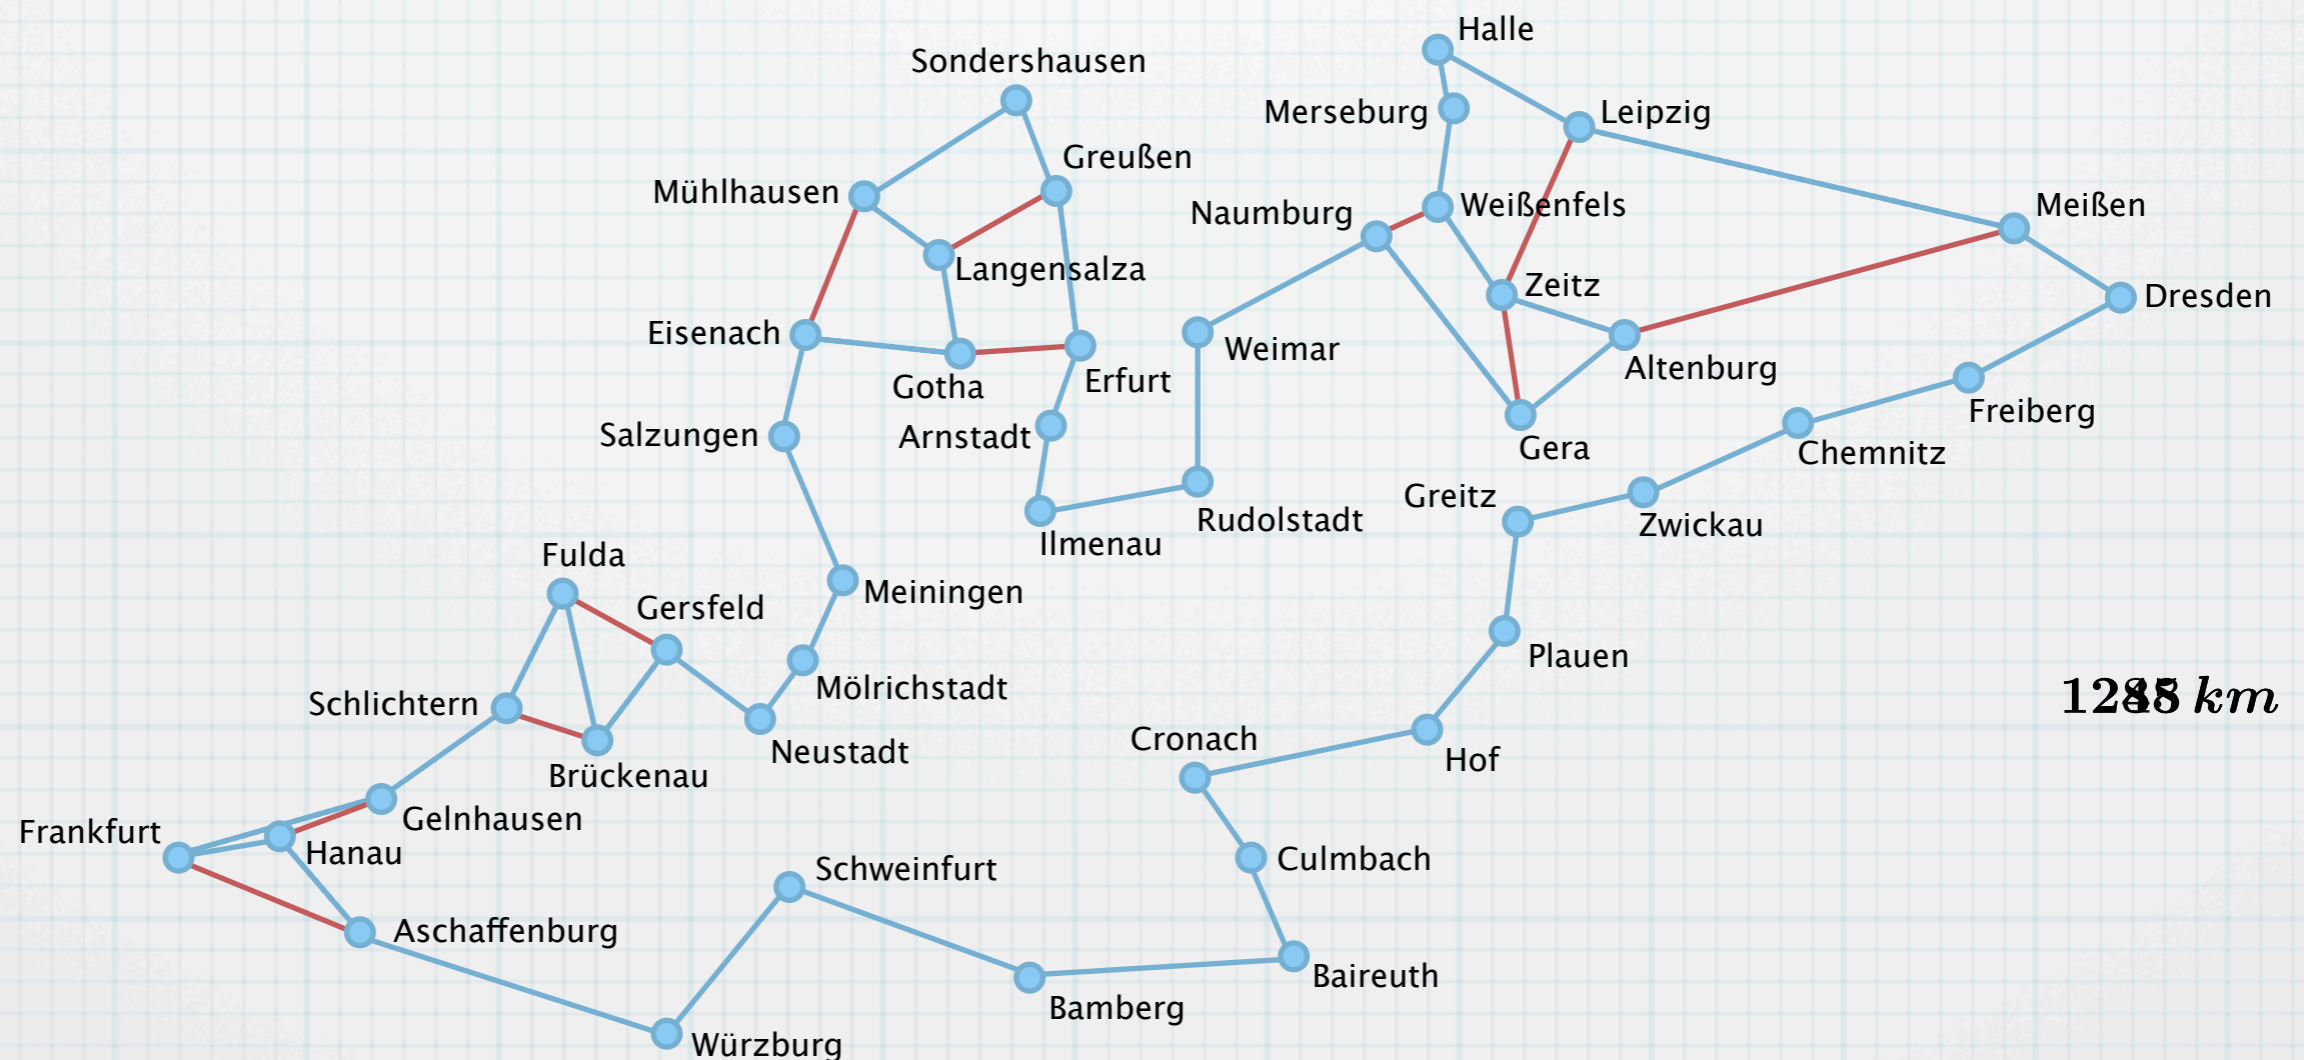 Halle
Sondershausen
Merseburg
Leipzig
Greußen
Mühlhausen
Naumburg
Weißenfels
Meißen
Langensalza
Zeitz
Dresden
Eisenach
Weimar
Gotha
Erfurt
Altenburg
Freiberg
Salzungen
Arnstadt
Gera
Chemnitz
Greitz
Rudolstadt
Zwickau
Ilmenau
Fulda
Meiningen
Gersfeld
Plauen
Mölrichstadt
Schlichtern
km
Cronach
Neustadt
Hof
Brückenau
Gelnhausen
Frankfurt
Hanau
Culmbach
Schweinfurt
Aschaffenburg
Baireuth
Bamberg
Würzburg